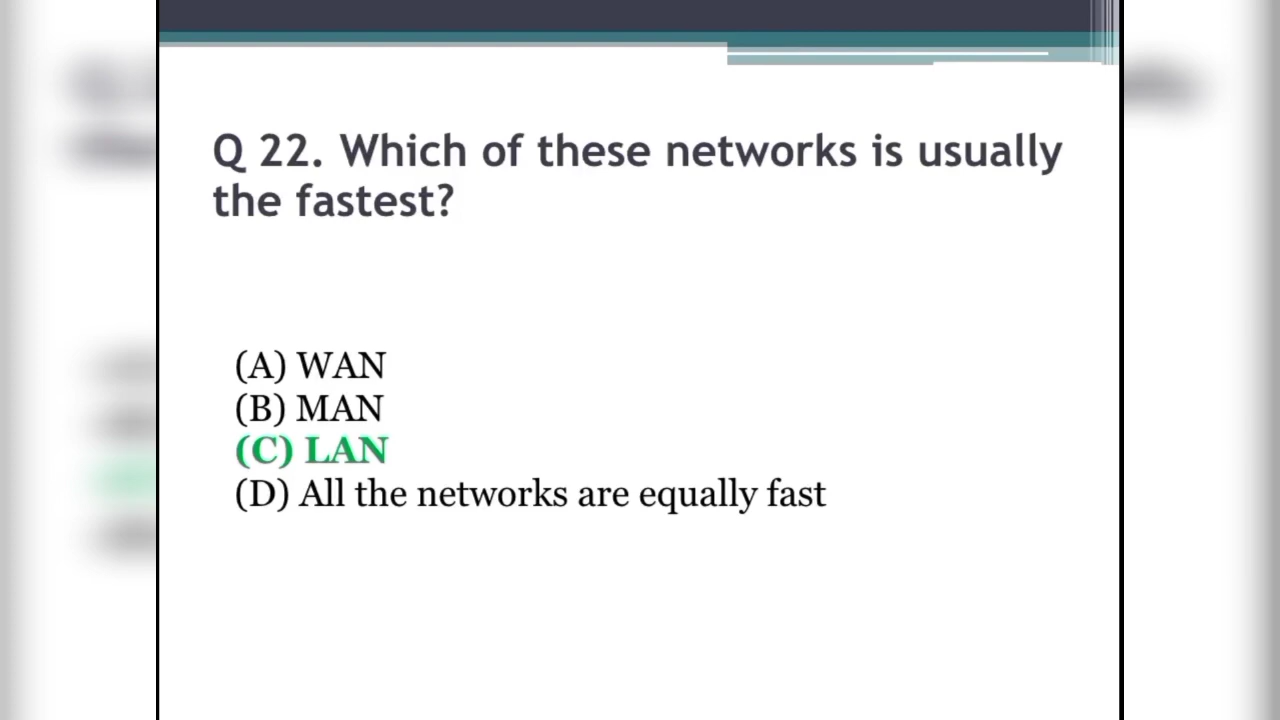 Q 22. Which of these networks is usually
the fastest?
(A) WAN
(B) MAN
(C) LAN
(D) All the networks are equally fast